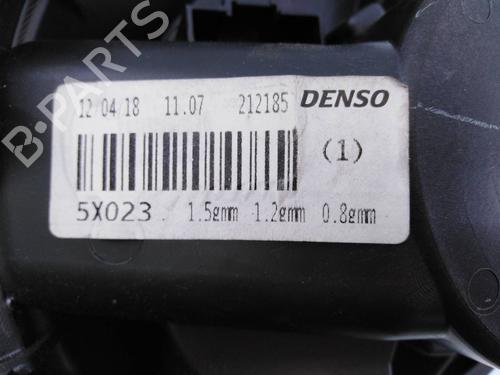 12 04 18 11.07 212185 DENSO
(1)
5X023 1.5gmm 1.2gmm 0.8gmm
B-PARTS